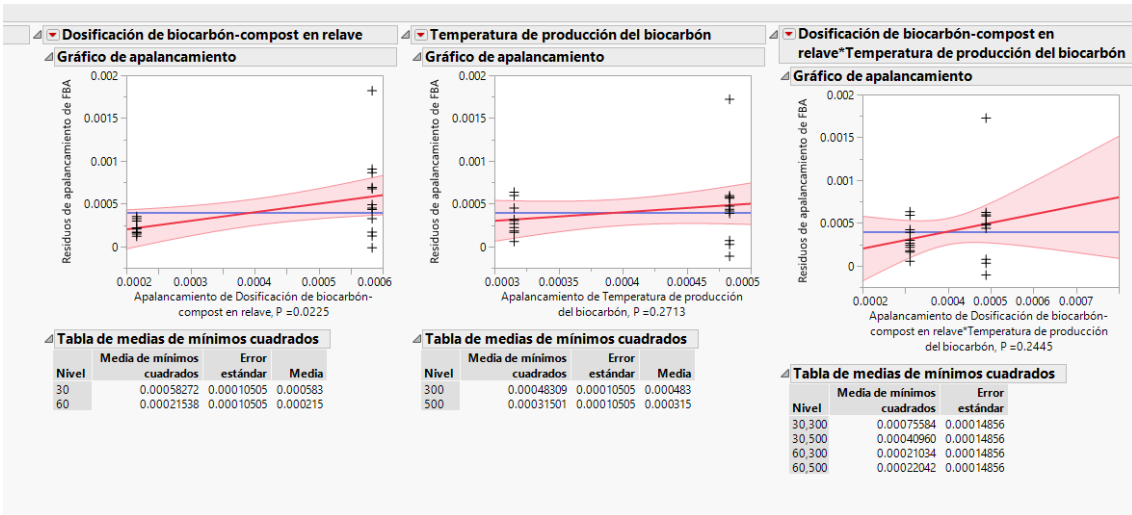 Dosificación de biocarbón-compost en relave
Gráfico de apalancamiento
Residuos de apalancamiento de FBA
0.002
0.0015
0.001
0.0005
0
0.0002 0.0003 0.0004 0.0005 0.0006
Apalancamiento de Dosificación de biocarbón-
compost en relave, P =0.0225
Tabla de medias de mínimos cuadrados
Media de mínimos Error
Nivel cuadrados estándar Media
30 0.00058272 0.00010505 0.000583
60 0.00021538 0.00010505 0.000215
Temperatura de producción del biocarbón
Gráfico de apalancamiento
Residuos de apalancamiento de FBA
0.002
0.0015
0.001
0.0005
0
0.0003 0.00035 0.0004 0.00045 0.0005
Apalancamiento de Temperatura de producción
del biocarbón, P =0.2713
Tabla de medias de mínimos cuadrados
Media de mínimos Error
Nivel cuadrados estándar Media
300 0.00048309 0.00010505 0.000483
500 0.00031501 0.00010505 0.000315
Dosificación de biocarbón-compost en
relave*Temperatura de producción del biocarbón
Gráfico de apalancamiento
Residuos de apalancamiento de FBA
0.002
0.0015
0.001
0.0005
0
0.0002 0.0004 0.0005 0.0006 0.0007
Apalancamiento de Dosificación de biocarbón-
compost en relave*Temperatura de producción
del biocarbón, P =0.2445
Tabla de medias de mínimos cuadrados
Media de mínimos Error
Nivel cuadrados estándar
30,300 0.00075584 0.00014856
30,500 0.00040960 0.00014856
60,300 0.00021034 0.00014856
60,500 0.00022042 0.00014856